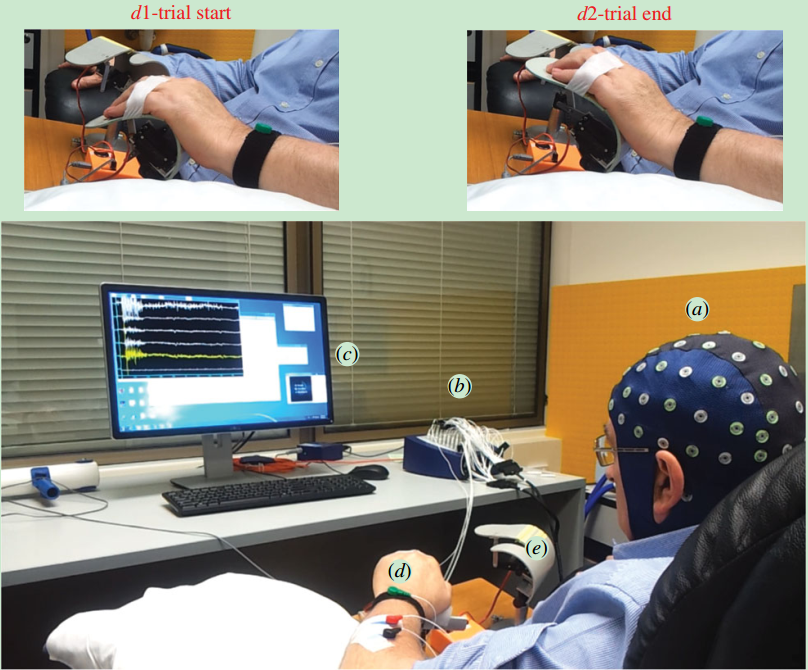 d1-trial start
d2-trial end
(a)
(c)
(b)
(e)
(d)